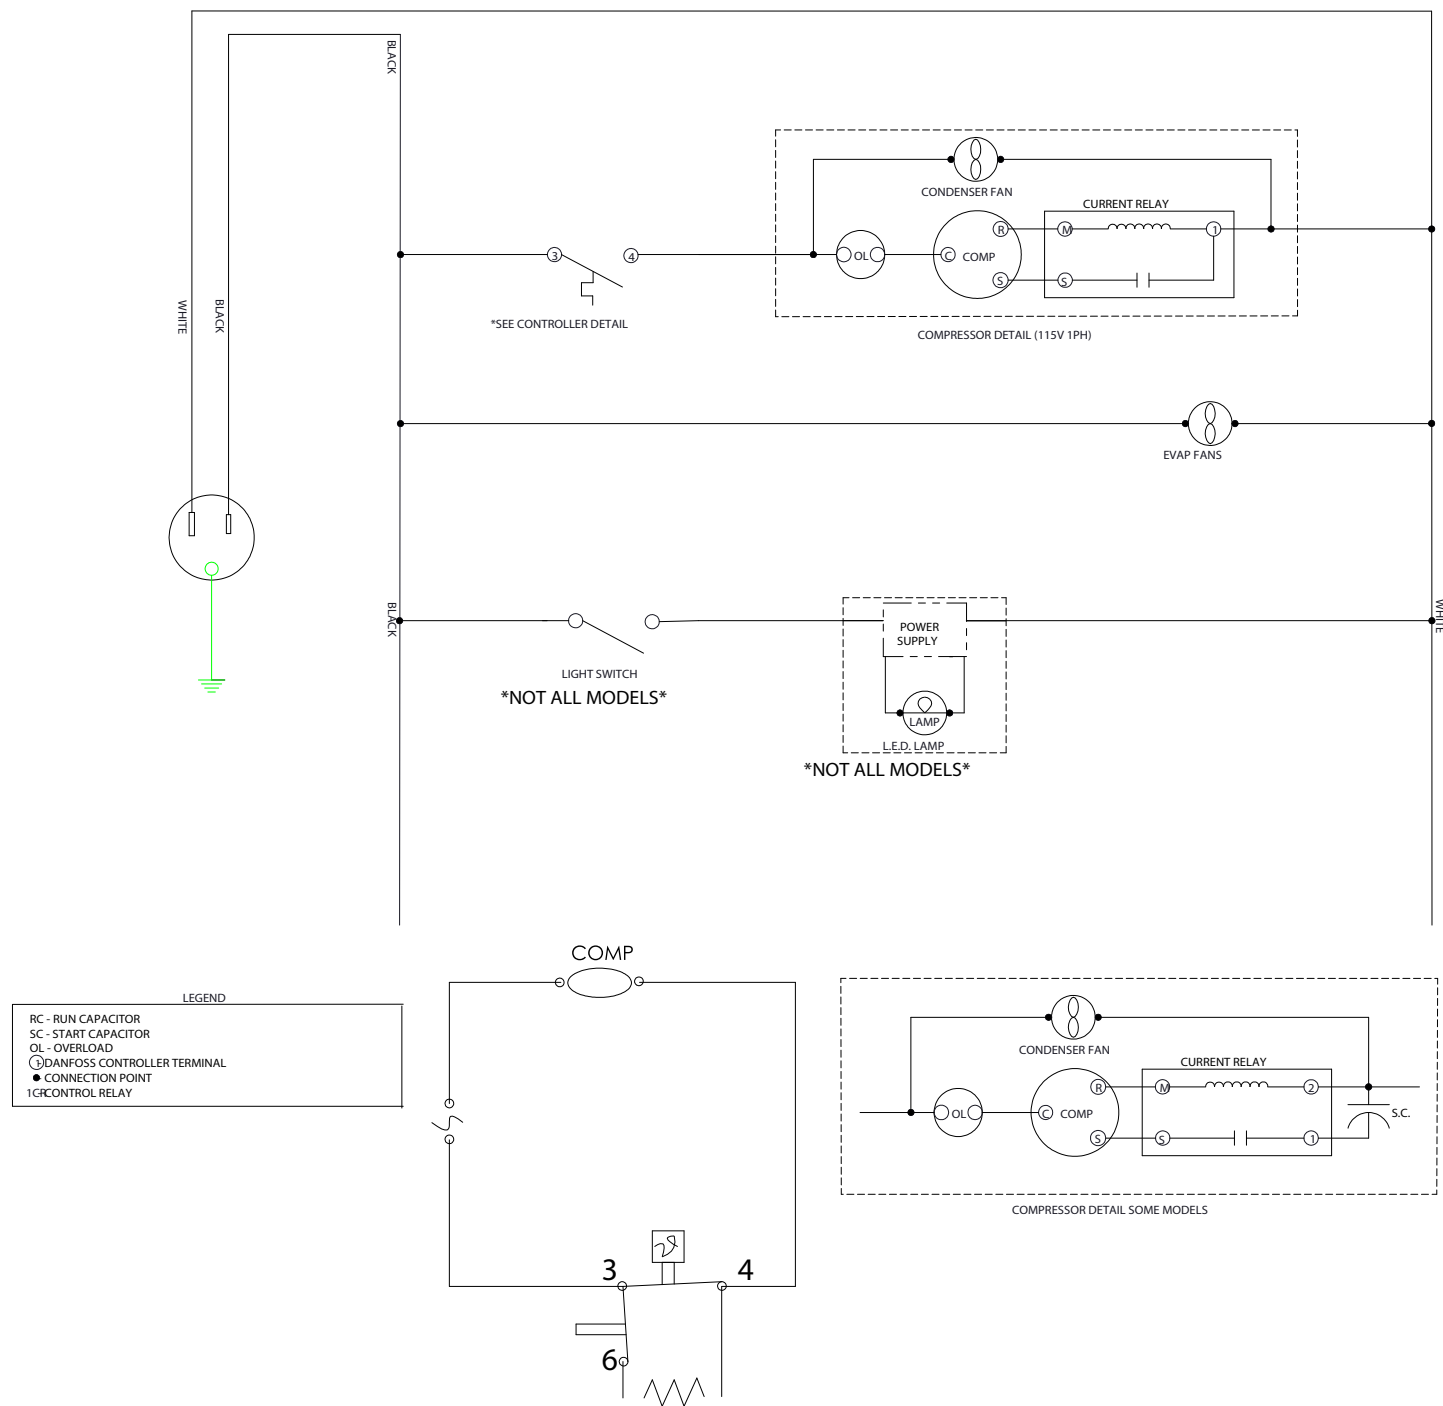 BLACK
CONDENSER FAN
CURRENT RELAY
R
M
1
3
4
OL
C
COMP
S
S
WHITE
BLACK
*SEE CONTROLLER DETAIL
COMPRESSOR DETAIL (115V 1PH)
EVAP FANS
BLACK
WHITE
POWER
SUPPLY
LIGHT SWITCH
*NOT ALL MODELS*
LAMP
L.E.D. LAMP
*NOT ALL MODELS*
COMP
LEGEND
RC - RUN CAPACITOR
SC - START CAPACITOR
OL - OVERLOAD
1 - DANFOSS CONTROLLER TERMINAL
CONNECTION POINT
1CR - CONTROL RELAY
CONDENSER FAN
CURRENT RELAY
R
M
2
OL
C
COMP
S.C.
S
S
1
COMPRESSOR DETAIL SOME MODELS
3
4
6